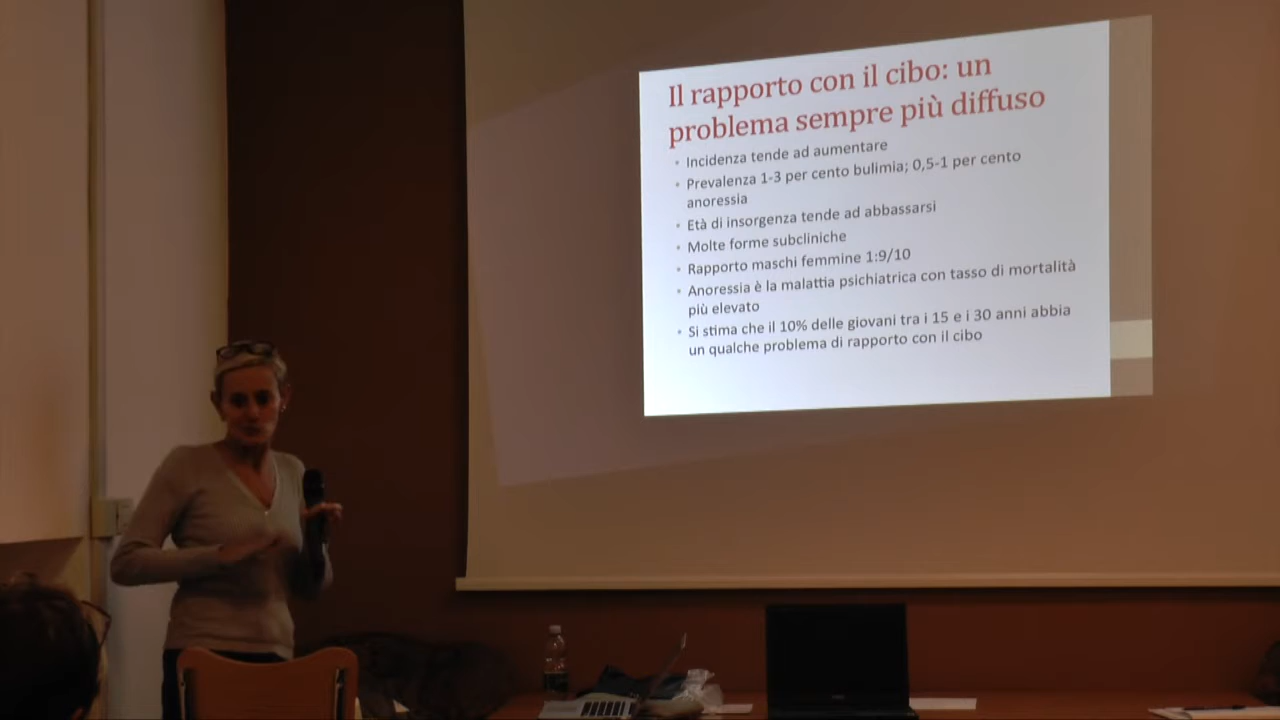 Il rapporto con il cibo: un
problema sempre più diffuso
• Incidenza tende ad aumentare
• Prevalenza 1-3 per cento bulimia; 0,5-1 per cento
anoressia
• Età di insorgenza tende ad abbassarsi
• Molte forme subcliniche
• Rapporto maschi femmine 1:9/10
• Anoressia è la malattia psichiatrica con tasso di mortalità
più elevato
• Si stima che il 10% delle giovani tra i 15 e i 30 anni abbia
un qualche problema di rapporto con il cibo